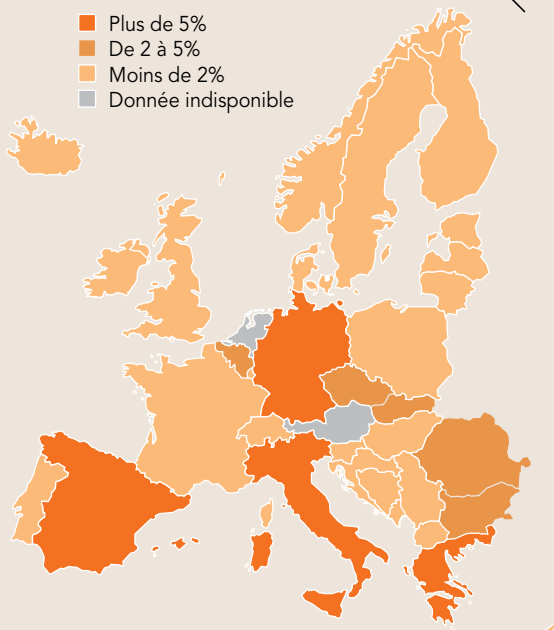 Plus de 5%
De 2 à 5%
Moins de 2%
Donnée indisponible